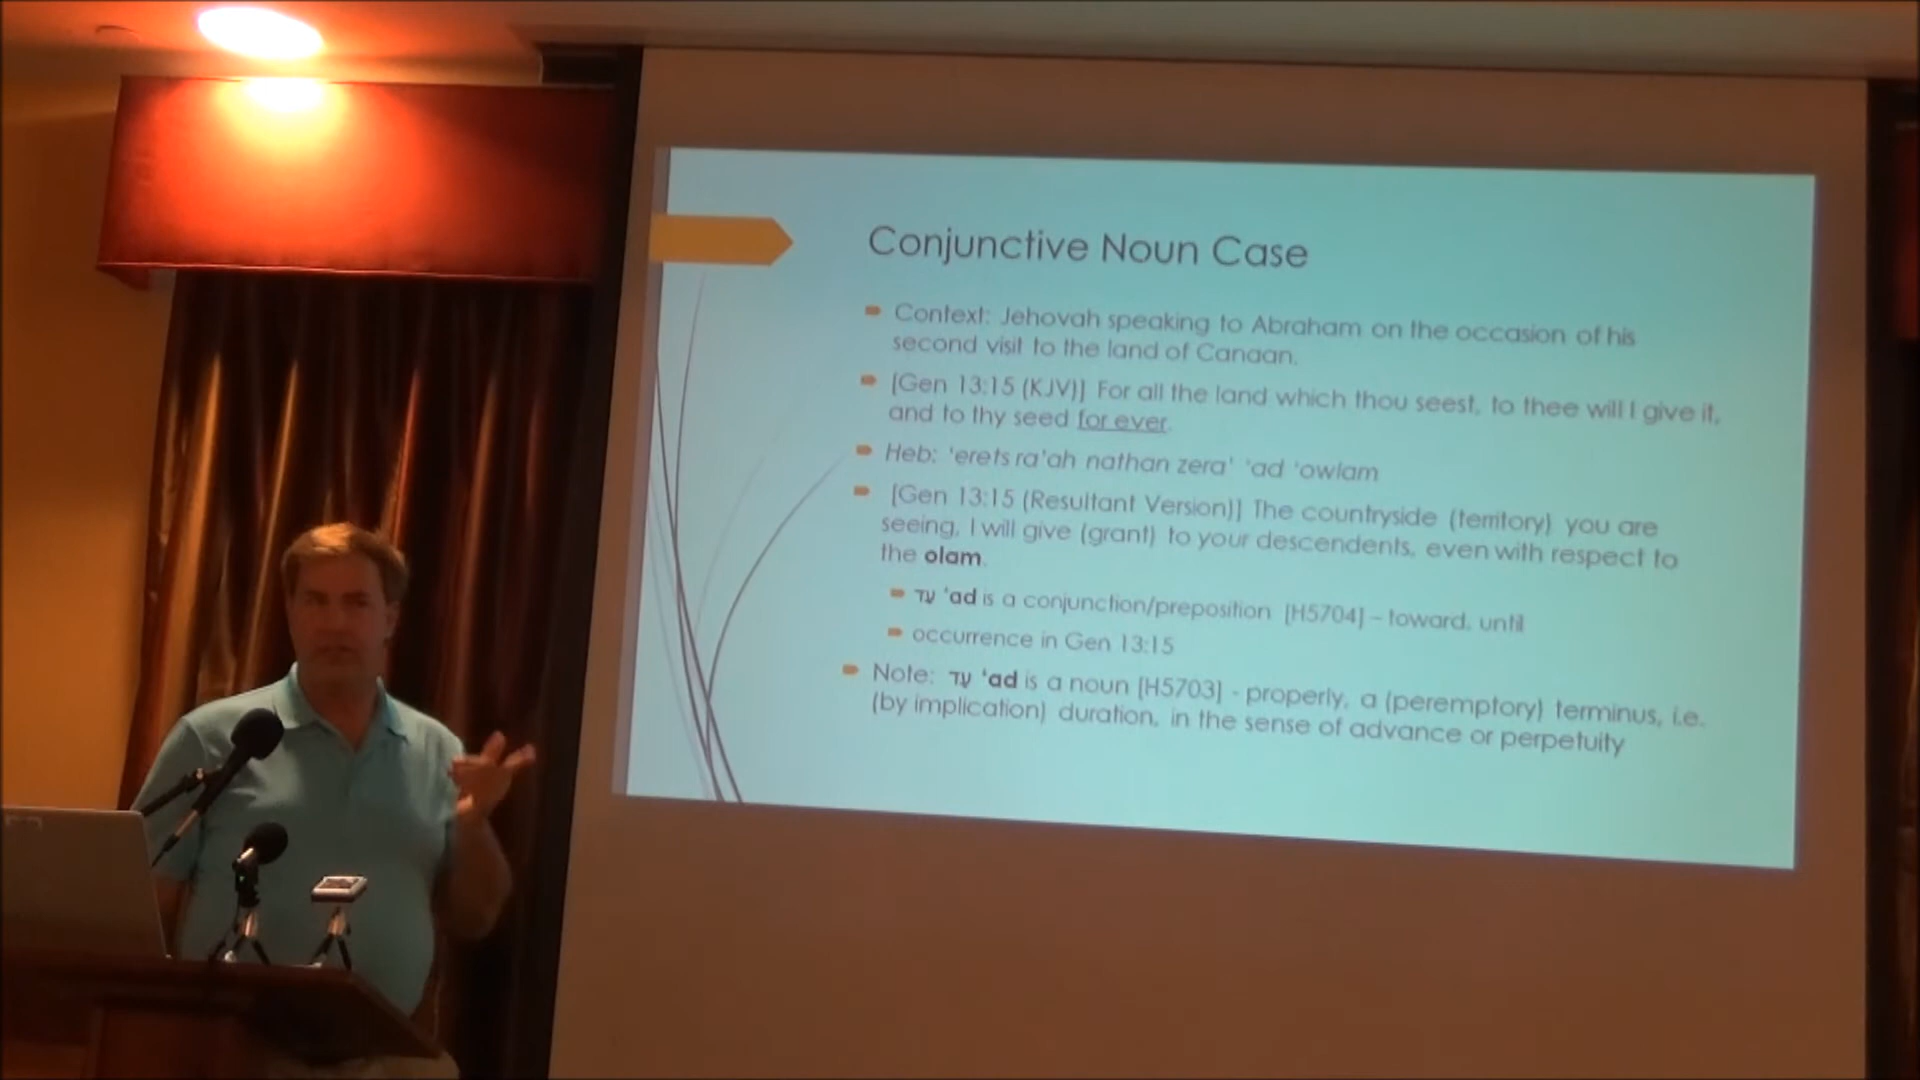 Conjunctive Noun Case
Context: Jehovah speaking to Abraham on the occasion of his
second visit to the land of Canaan.
[Gen 13:15 (KJV)] For all the land which thou seest, to thee will I give it,
and to thy seed for ever.
Heb: 'erets ra'ah nathan zera' 'ad 'owlam
[Gen 13:15 (Resultant Version)] The countryside (territory) you are
seeing, I will give (grant) to your descendents, even with respect to
the olam.
עד 'ad is a conjunction/preposition [H5704] – toward, until
occurrence in Gen 13:15
Note: עד 'ad is a noun [H5703] - properly, a (peremptory) terminus, i.e.
(by implication) duration, in the sense of advance or perpetuity